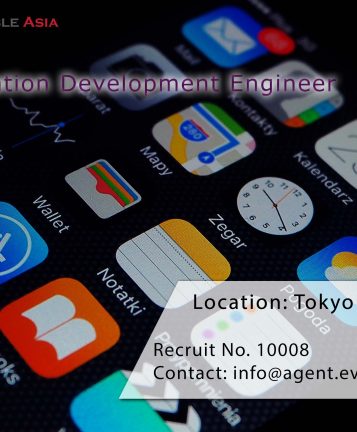 LE ASIA
tion Development Engineer
Mail
Kontakty
Mapy
Kalendarz
Wallet
Zegar
Notatki
Pogoda
Location: Tokyo
Recruit No. 10008
Contact: info@agent.ev